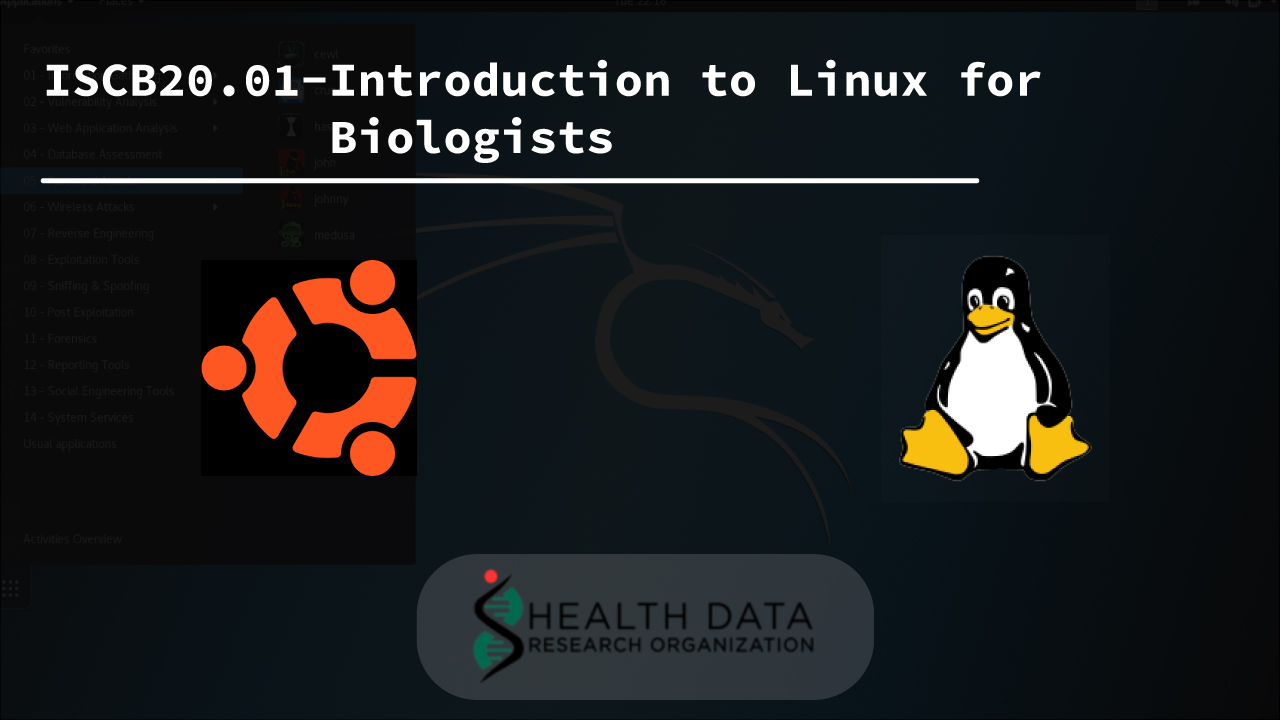 Applications Places Tue 22:18
ISCB20.01-Introduction to Linux for
Biologists
Favorites
02 - Vulnerability Analysis
03 - Web Application Analysis
04 - Database Assessment
06 - Wireless Attacks
07 - Reverse Engineering
08 - Exploitation Tools
09 - Sniffing & Spoofing
10 - Post Exploitation
11 - Forensics
12 - Reporting Tools
13 - Social Engineering Tools
14 - System Services
Usual applications
Activities Overview
cewl
john
johnny
medusa
HEALTH DATA
RESEARCH ORGANIZATION